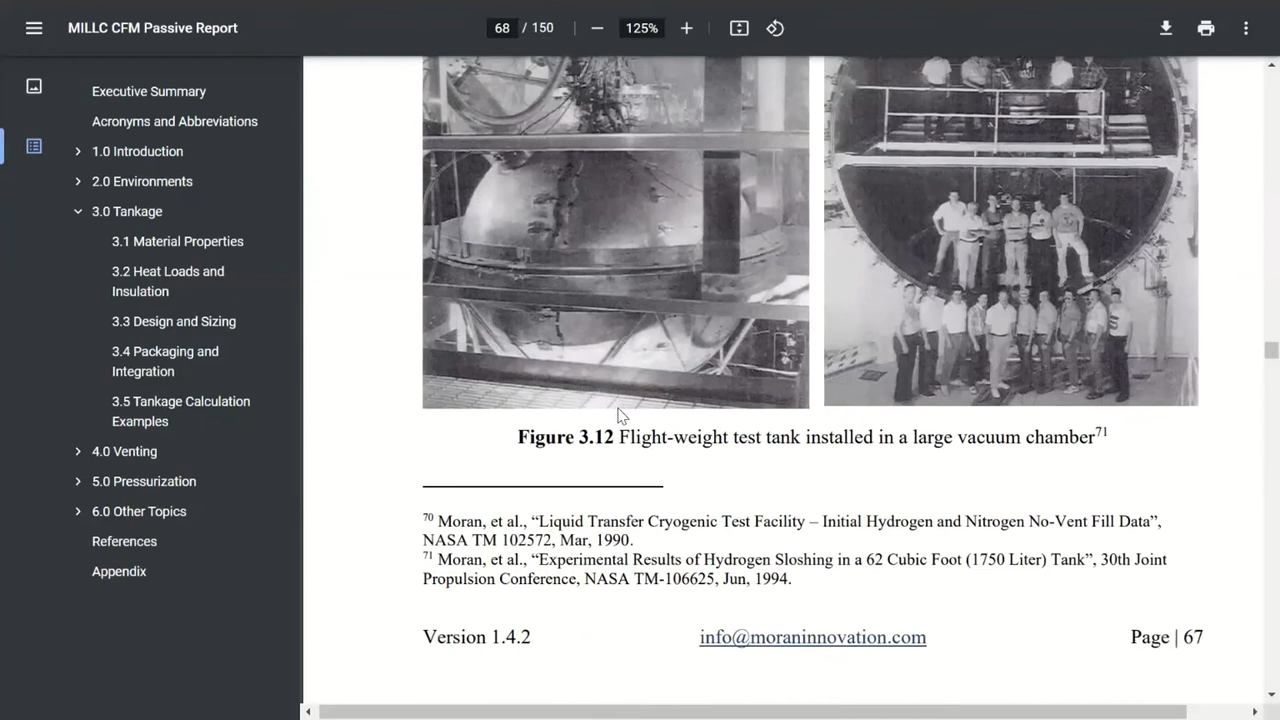 MILLC CFM Passive Report
68 / 150
125%
Executive Summary
Acronyms and Abbreviations
1.0 Introduction
2.0 Environments
3.0 Tankage
3.1 Material Properties
3.2 Heat Loads and
Insulation
3.3 Design and Sizing
3.4 Packaging and
Integration
3.5 Tankage Calculation
Examples
4.0 Venting
5.0 Pressurization
6.0 Other Topics
References
Appendix
Figure 3.12 Flight-weight test tank installed in a large vacuum chamber71
70 Moran, et al., “Liquid Transfer Cryogenic Test Facility – Initial Hydrogen and Nitrogen No-Vent Fill Data”,
NASA TM 102572, Mar, 1990.
71 Moran, et al., “Experimental Results of Hydrogen Sloshing in a 62 Cubic Foot (1750 Liter) Tank”, 30th Joint
Propulsion Conference, NASA TM-106625, Jun, 1994.
Version 1.4.2
info@moraninnovation.com
Page | 67